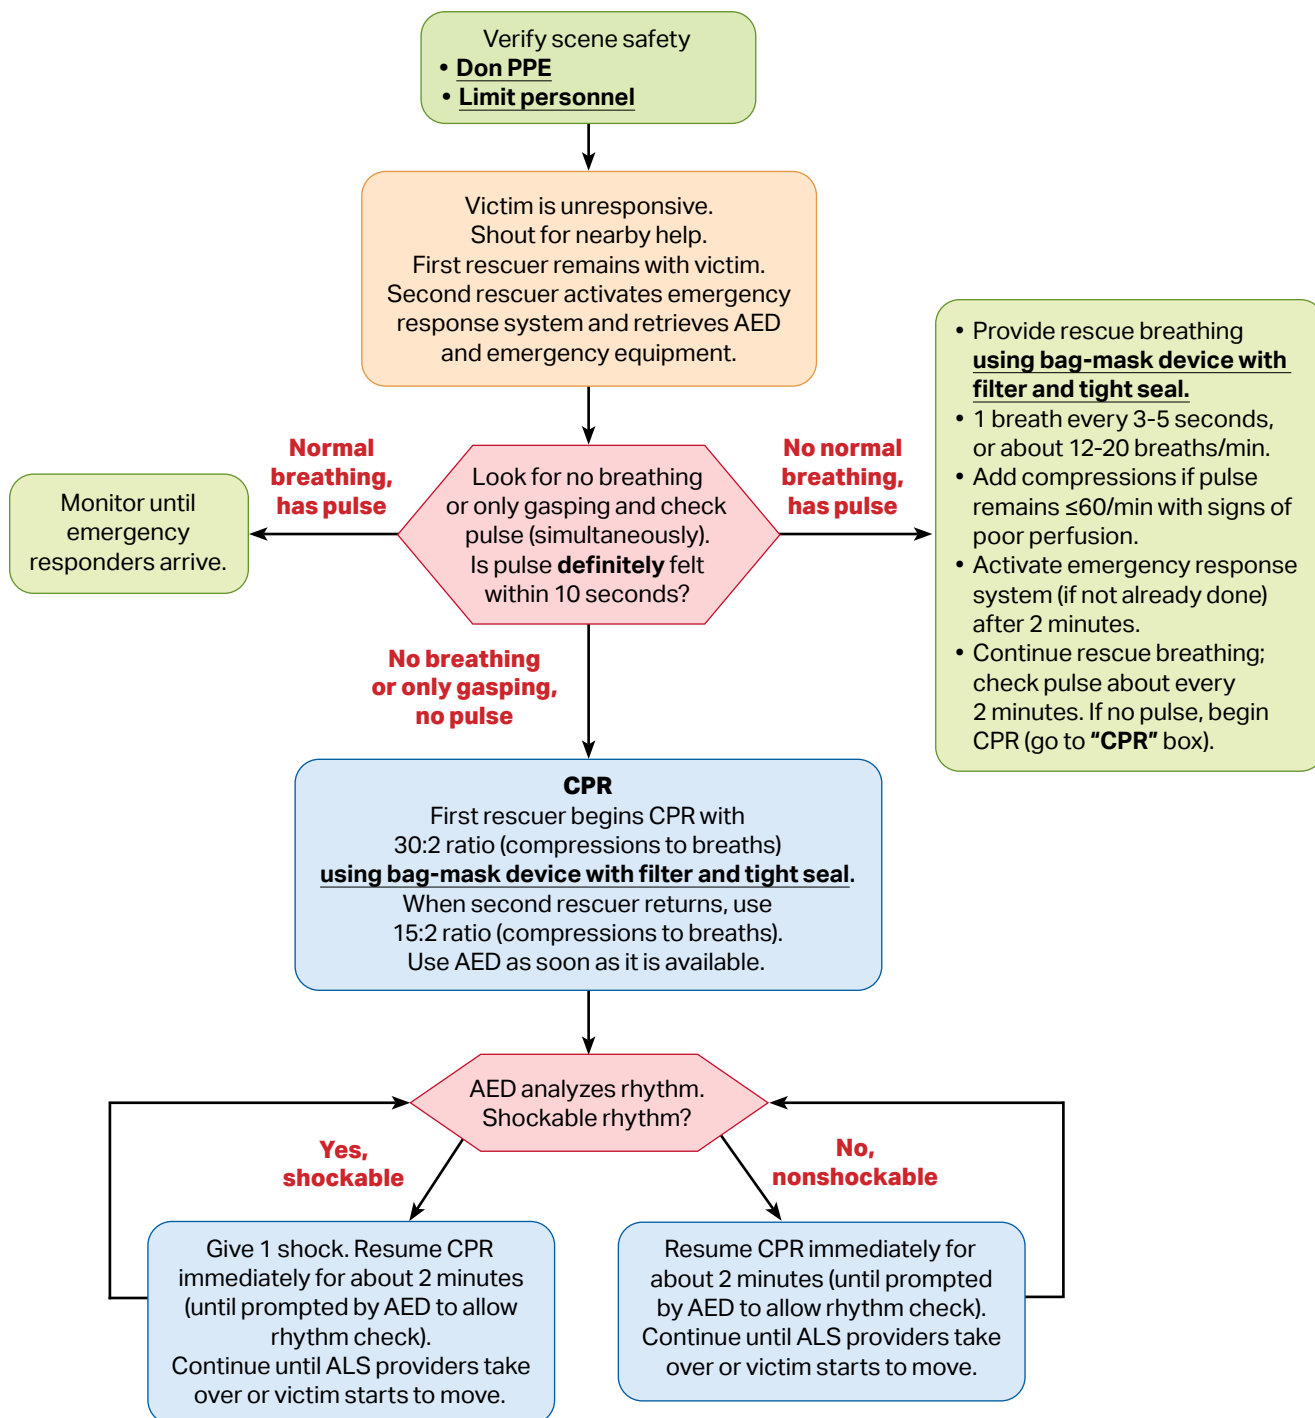 Verify scene safety
• Don PPE
• Limit personnel
Victim is unresponsive.
Shout for nearby help.
First rescuer remains with victim.
Second rescuer activates emergency
response system and retrieves AED
and emergency equipment.
Normal
breathing,
has pulse
Monitor until
emergency
responders arrive.
Look for no breathing
or only gasping and check
pulse (simultaneously).
Is pulse definitely felt
within 10 seconds?
No normal
breathing,
has pulse
• Provide rescue breathing
using bag-mask device with
filter and tight seal.
• 1 breath every 3-5 seconds,
or about 12-20 breaths/min.
• Add compressions if pulse
remains ≤60/min with signs of
poor perfusion.
• Activate emergency response
system (if not already done)
after 2 minutes.
• Continue rescue breathing;
check pulse about every
2 minutes. If no pulse, begin
CPR (go to “CPR” box).
No breathing
or only gasping,
no pulse
CPR
First rescuer begins CPR with
30:2 ratio (compressions to breaths)
using bag-mask device with filter and tight seal.
When second rescuer returns, use
15:2 ratio (compressions to breaths).
Use AED as soon as it is available.
AED analyzes rhythm.
Shockable rhythm?
Yes,
shockable
No,
nonshockable
Give 1 shock. Resume CPR
immediately for about 2 minutes
(until prompted by AED to allow
rhythm check).
Continue until ALS providers take
over or victim starts to move.
Resume CPR immediately for
about 2 minutes (until prompted
by AED to allow rhythm check).
Continue until ALS providers take
over or victim starts to move.